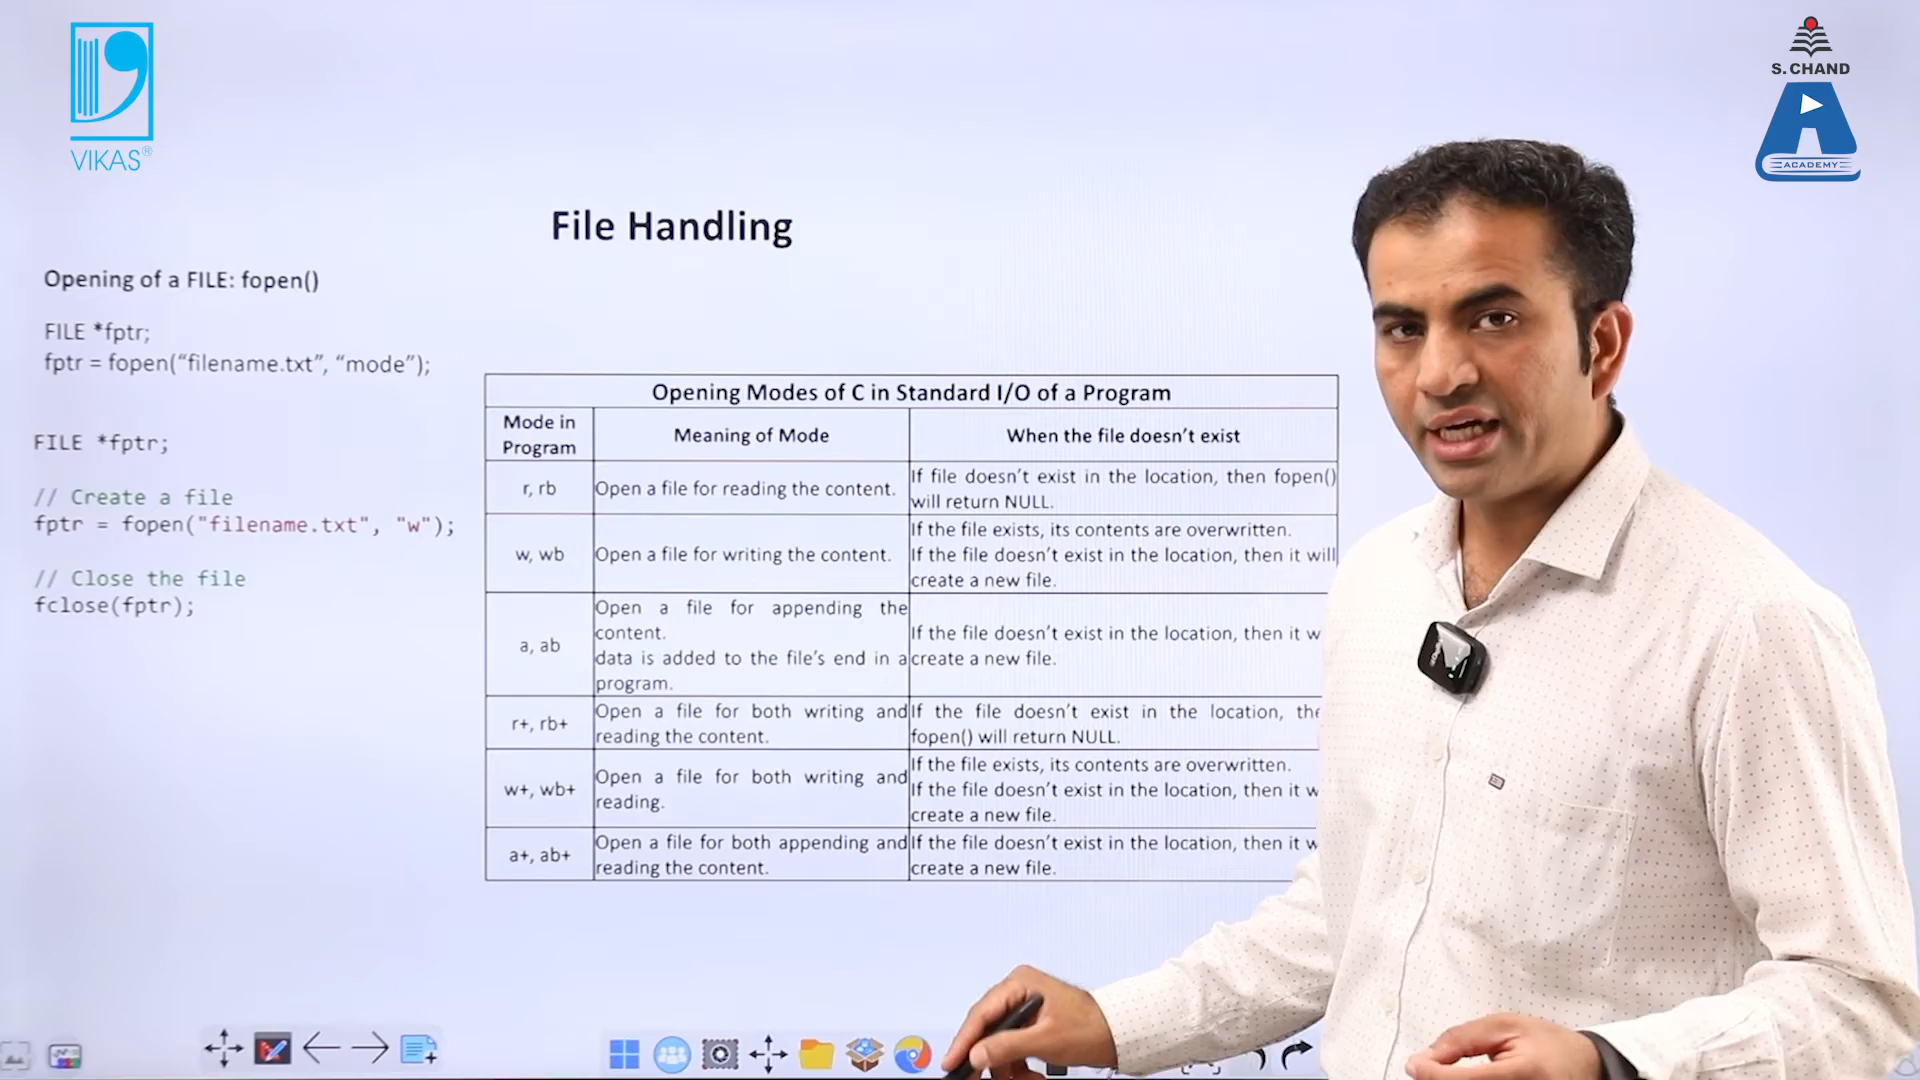 VIKAS®
S. CHAND
ACADEMY
File Handling
Opening of a FILE: fopen()
FILE *fptr;
fptr = fopen(“filename.txt”, “mode”);
FILE *fptr;
// Create a file
fptr = fopen("filename.txt", "w");
// Close the file
fclose(fptr);
Opening Modes of C in Standard I/O of a Program
Mode in
Program
Meaning of Mode
When the file doesn’t exist
r, rb
Open a file for reading the content.
If file doesn’t exist in the location, then fopen()
will return NULL.
w, wb
Open a file for writing the content.
If the file exists, its contents are overwritten.
If the file doesn’t exist in the location, then it will
create a new file.
a, ab
Open a file for appending the
content.
data is added to the file’s end in a
program.
If the file doesn’t exist in the location, then it w
create a new file.
r+, rb+
Open a file for both writing and
reading the content.
If the file doesn’t exist in the location, the
fopen() will return NULL.
w+, wb+
Open a file for both writing and
reading.
If the file exists, its contents are overwritten.
If the file doesn’t exist in the location, then it w
create a new file.
a+, ab+
Open a file for both appending and
reading the content.
If the file doesn’t exist in the location, then it w
create a new file.